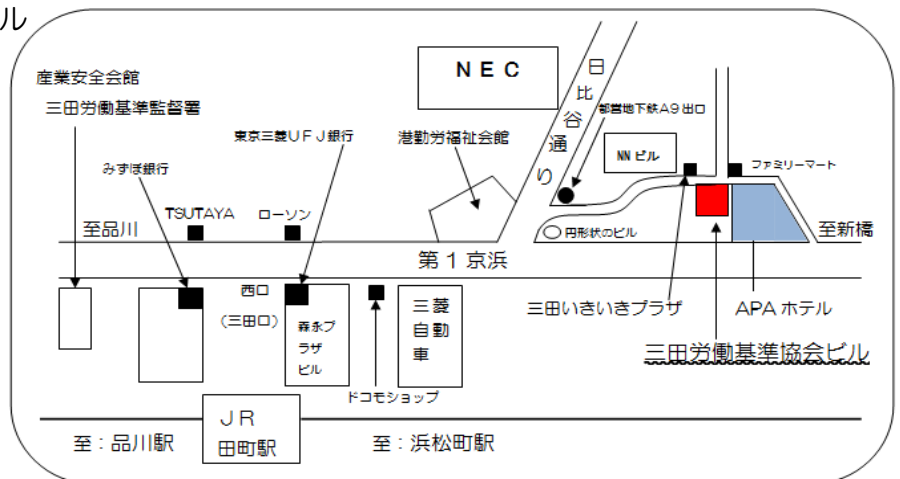 ル
産業安全会館
三田労働基準監督署
みずほ銀行
東京三菱UFJ銀行
TSUTAYA
ローソン
至品川
NEC
港勤労福祉会館
日比谷通り
都営地下鉄A9出口
NNビル
ファミリーマート
円形状のビル
至新橋
第1京浜
西口
(三田口)
森永プ
ラザ
ビル
三菱
自動
車
ドコモショップ
三田いきいきプラザ
APAホテル
三田労働基準協会ビル
JR
田町駅
至:品川駅
至:浜松町駅